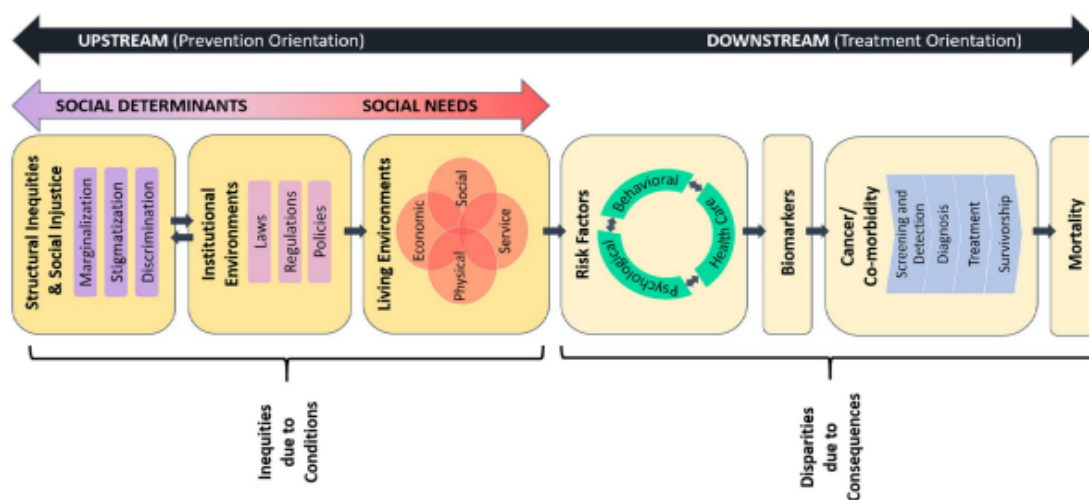 UPSTREAM (Prevention Orientation)
DOWNSTREAM (Treatment Orientation)
SOCIAL DETERMINANTS
SOCIAL NEEDS
Structural Inequities
& Social Injustice
Marginalization
Stigmatization
Discrimination
Institutional
Environments
Laws
Regulations
Policies
Living Environments
Economic
Social
Physical
Service
Risk Factors
Behavioral
Psychological
Health Care
Biomarkers
Cancer/
Co-morbidity
Screening and
Detection
Diagnosis
Treatment
Survivorship
Mortality
Inequities
due to
Conditions
Disparities
due to
Consequences